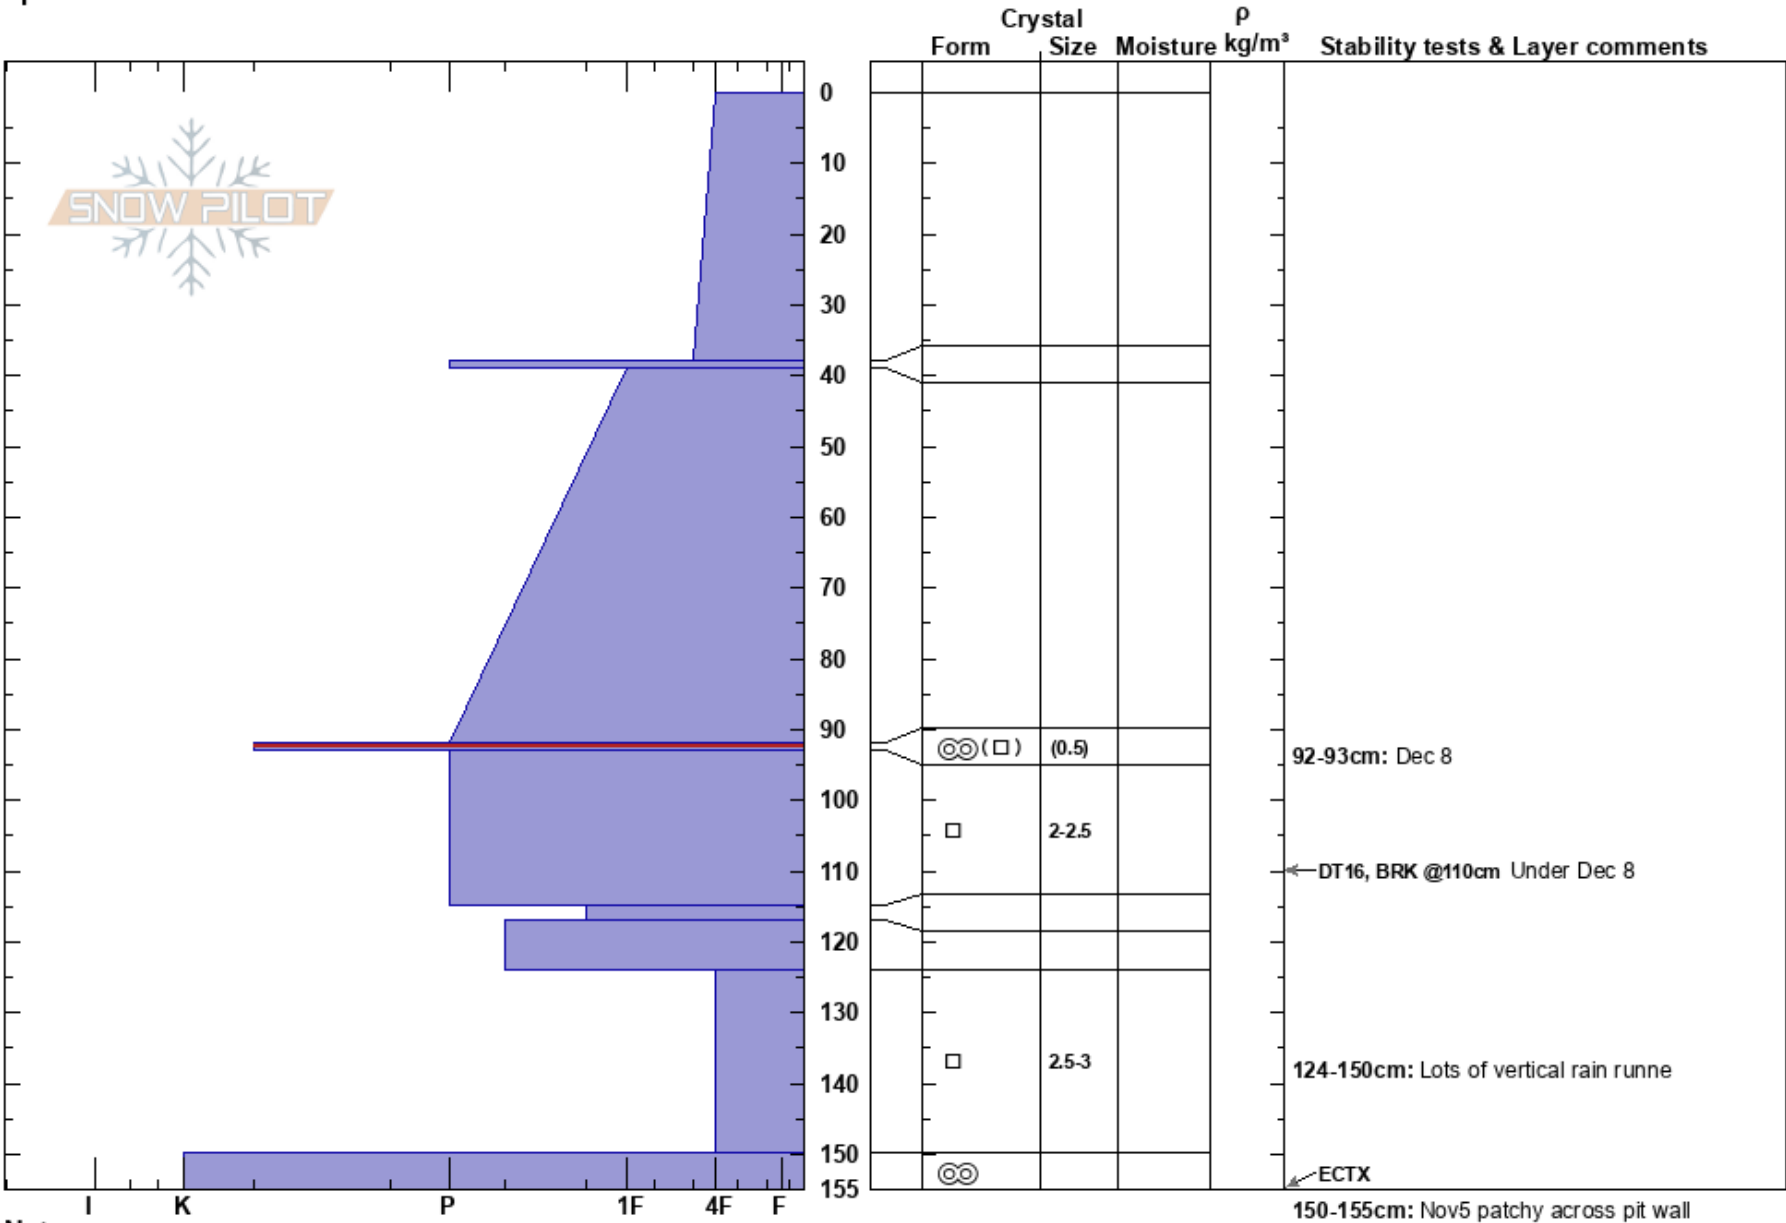 Crystal ρ
Form Size Moisture kg/m³ Stability tests & Layer comments
SNOW PILOT
0
10
20
30
40
50
60
70
80
90
(0.5)
92-93cm: Dec 8
100
2-2.5
110
DT16, BRK @110cm Under Dec 8
120
130
2.5-3
124-150cm: Lots of vertical rain runne
140
150
ECTX
155
I K P 1F 4F F
150-155cm: Nov5 patchy across pit wall